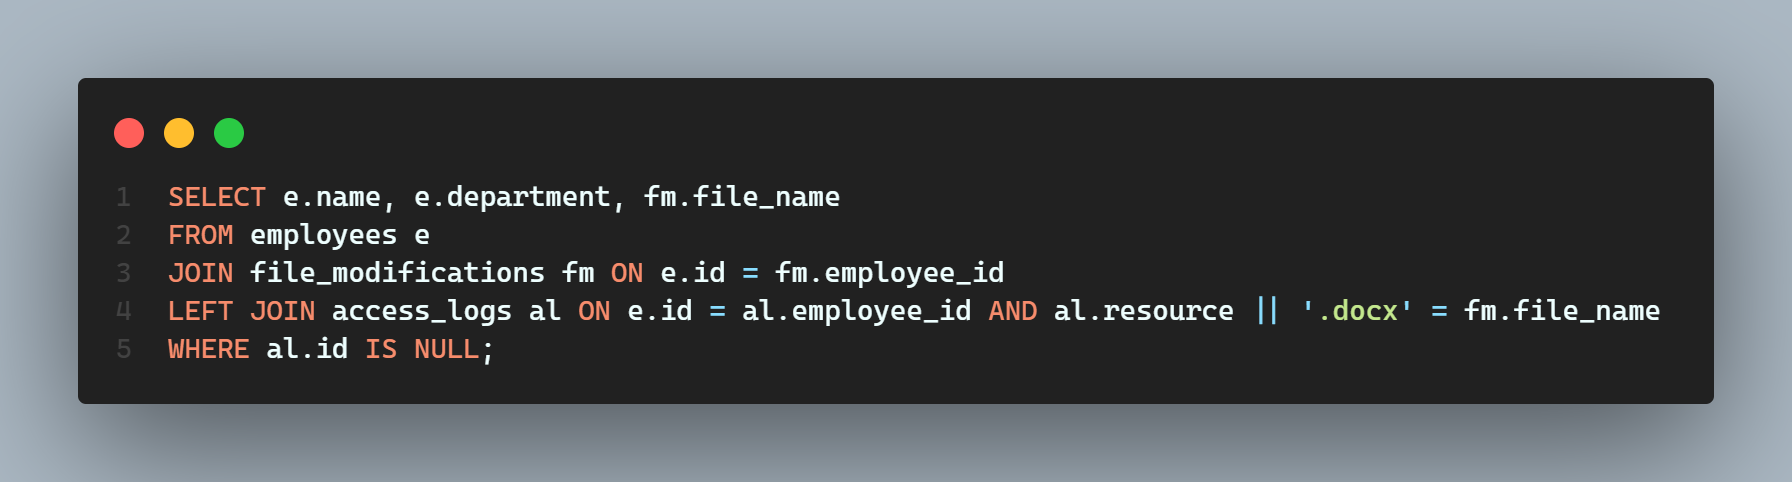 1 SELECT e.name, e.department, fm.file_name
2 FROM employees e
3 JOIN file_modifications fm ON e.id = fm.employee_id
4 LEFT JOIN access_logs al ON e.id = al.employee_id AND al.resource || '.docx' = fm.file_name
5 WHERE al.id IS NULL;